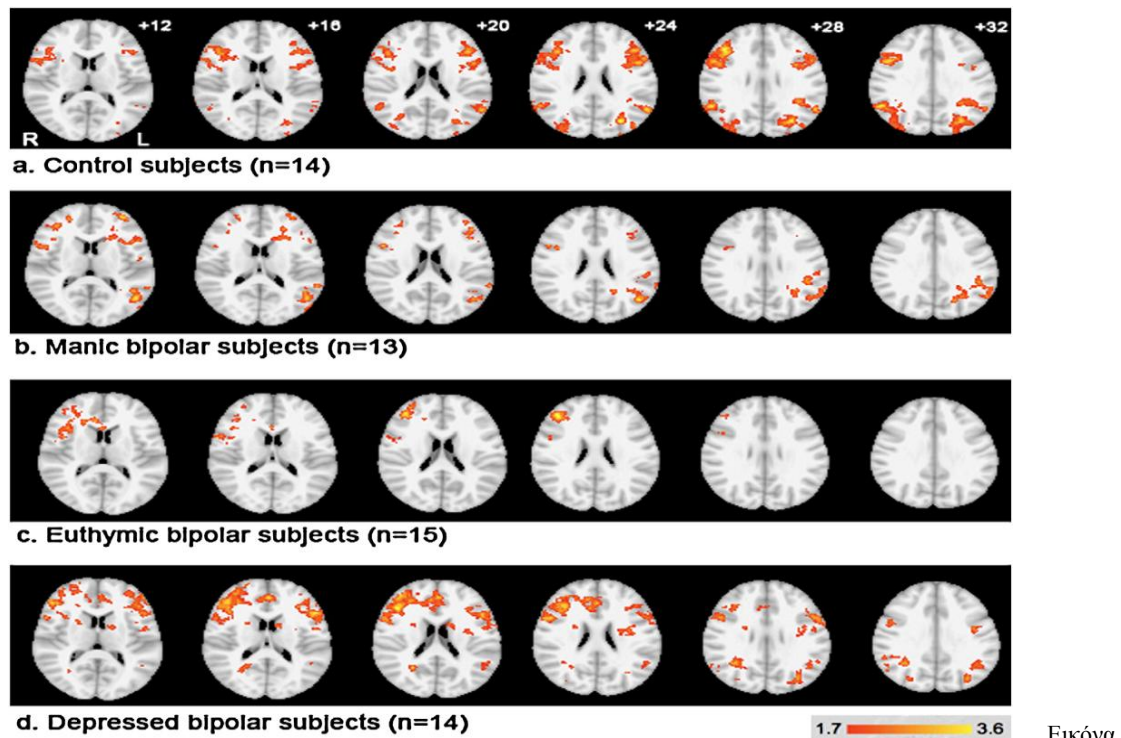 +12 +16 +20 +24 +28 +32
R L
a. Control subjects (n=14)
b. Manic bipolar subjects (n=13)
c. Euthymic bipolar subjects (n=15)
d. Depressed bipolar subjects (n=14)
1.7 3.6
Εικόνα